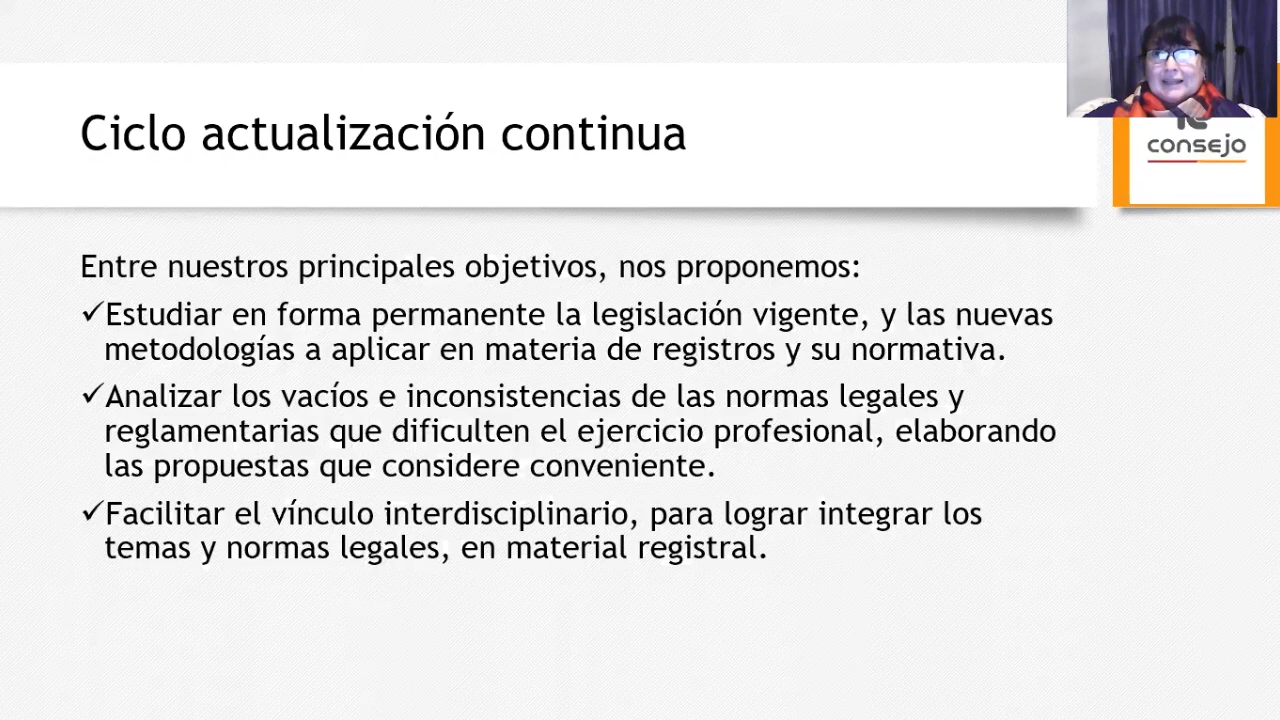 Ciclo actualización continua
consejo
Entre nuestros principales objetivos, nos proponemos:
✓Estudiar en forma permanente la legislación vigente, y las nuevas
metodologías a aplicar en materia de registros y su normativa.
✓Analizar los vacíos e inconsistencias de las normas legales y
reglamentarias que dificulten el ejercicio profesional, elaborando
las propuestas que considere conveniente.
✓Facilitar el vínculo interdisciplinario, para lograr integrar los
temas y normas legales, en material registral.